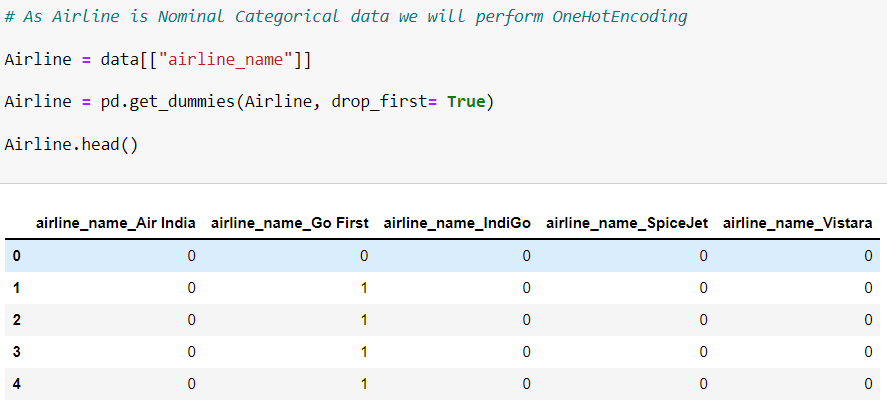 # As Airline is Nominal Categorical data we will perform OneHotEncoding
Airline = data[["airline_name"]]
Airline = pd.get_dummies(Airline, drop_first= True)
Airline.head()
airline_name_Air India airline_name_Go First airline_name_IndiGo airline_name_SpiceJet airline_name_Vistara
0 0 0 0 0 0
1 0 1 0 0 0
2 0 1 0 0 0
3 0 1 0 0 0
4 0 1 0 0 0